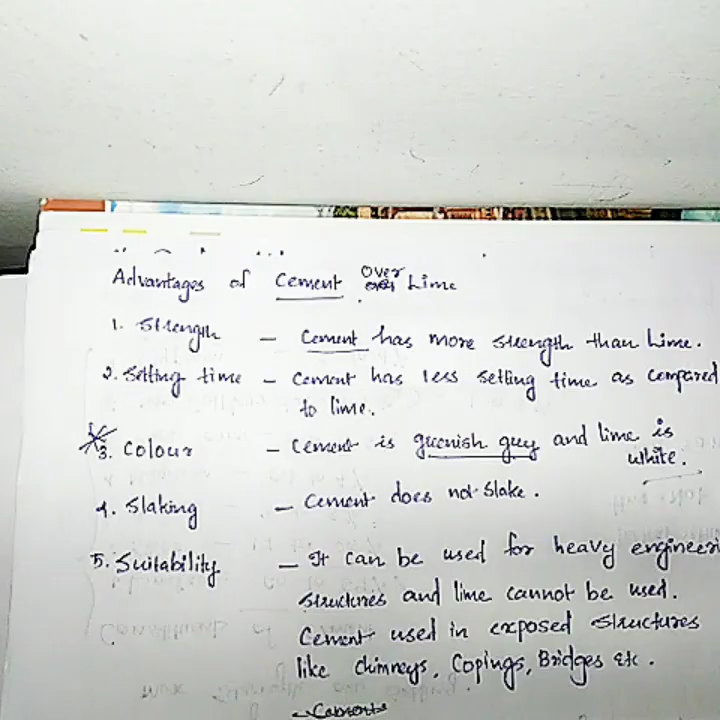 Advantages of Cement over Lime
1. Strength - Cement has more strength than Lime.
2. Setting time - Cement has less setting time as compared
to lime.
3. Colour - Cement is greenish grey and lime is
white.
4. Slaking - Cement does not slake.
5. Suitability - It can be used for heavy engineeri
structures and lime cannot be used.
Cement used in exposed structures
like chimneys, Copings, Bridges etc.